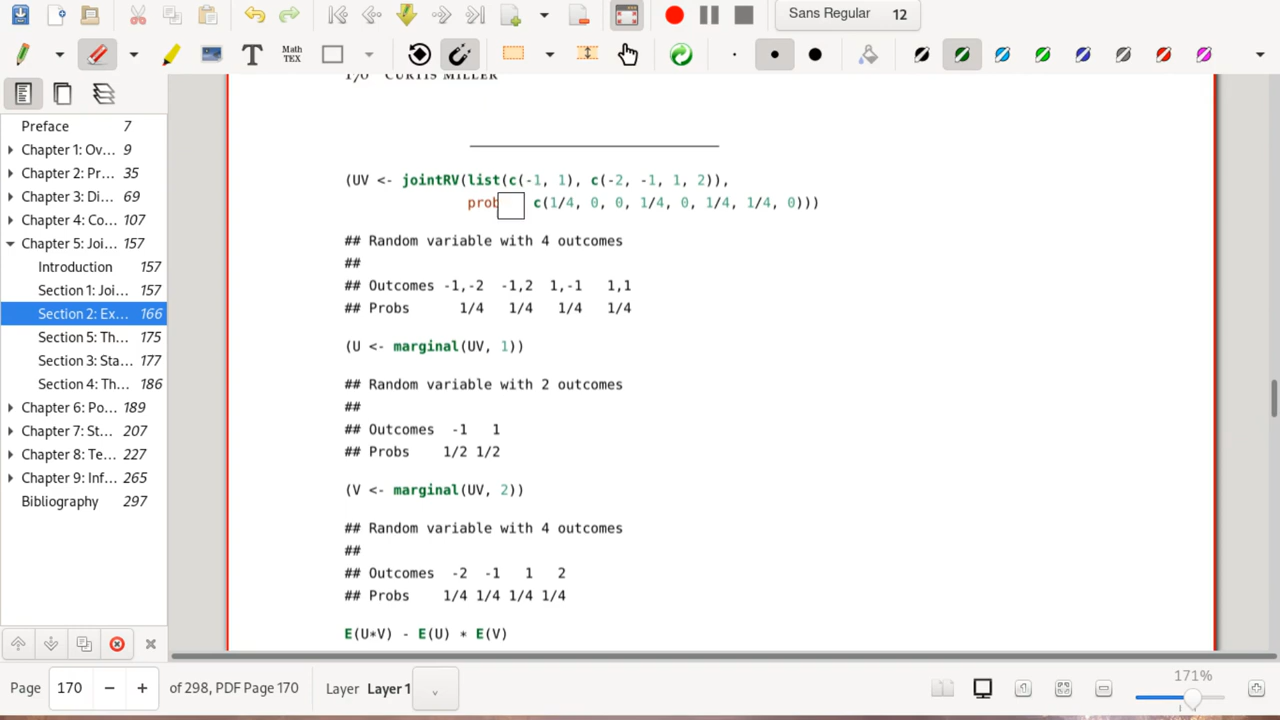 Sans Regular 12
Math
TEX
Preface 7
Chapter 1: Ov... 9
Chapter 2: Pr... 35
Chapter 3: Di... 69
Chapter 4: Co... 107
Chapter 5: Joi... 157
Introduction 157
Section 1: Joi... 157
Section 2: Ex... 166
Section 5: Th... 175
Section 3: Sta... 177
Section 4: Th... 186
Chapter 6: Po... 189
Chapter 7: St... 207
Chapter 8: Te... 227
Chapter 9: Inf... 265
Bibliography 297
170 CURTIS MILLER
(UV <- jointRV(list(c(-1, 1), c(-2, -1, 1, 2)),
prob c(1/4, 0, 0, 1/4, 0, 1/4, 1/4, 0)))
## Random variable with 4 outcomes
##
## Outcomes -1,-2 -1,2 1,-1 1,1
## Probs 1/4 1/4 1/4 1/4
(U <- marginal(UV, 1))
## Random variable with 2 outcomes
##
## Outcomes -1 1
## Probs 1/2 1/2
(V <- marginal(UV, 2))
## Random variable with 4 outcomes
##
## Outcomes -2 -1 1 2
## Probs 1/4 1/4 1/4 1/4
E(U*V) - E(U) * E(V)
Page 170 of 298, PDF Page 170 Layer Layer 1 171%